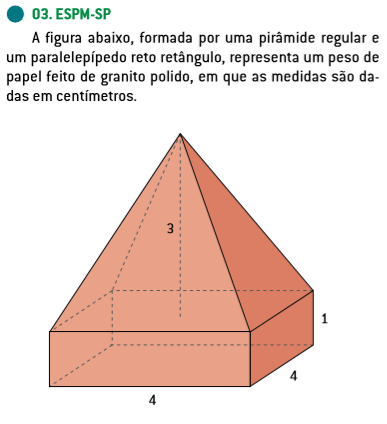 03. ESPM-SP
A figura abaixo, formada por uma pirâmide regular e
um paralelepípedo reto retângulo, representa um peso de
papel feito de granito polido, em que as medidas são da-
das em centímetros.
3
1
4
4